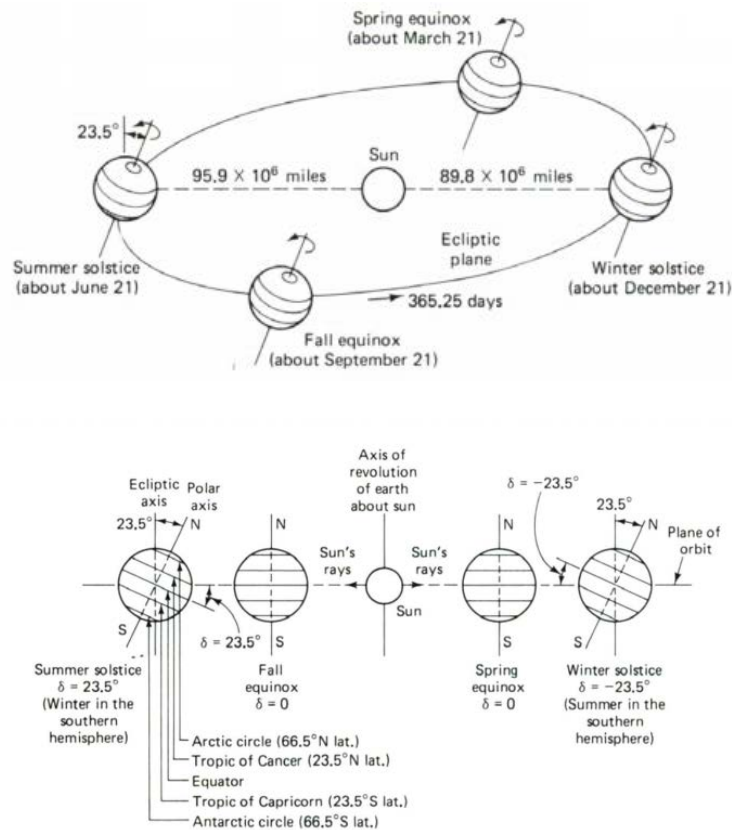 Spring equinox
(about March 21)
23.5°
95.9 × 10⁶ miles
Sun
89.8 × 10⁶ miles
Ecliptic
plane
Summer solstice
(about June 21)
Winter solstice
(about December 21)
365.25 days
Fall equinox
(about September 21)
Axis of
revolution
of earth
about sun
Ecliptic
axis
Polar
axis
23.5°
N
N
Sun's
rays
Sun's
rays
N
δ = −23.5°
23.5°
N
Plane of
orbit
Sun
S
δ = 23.5°
S
S
S
Summer solstice
δ = 23.5°
(Winter in the
southern
hemisphere)
Fall
equinox
δ = 0
Spring
equinox
δ = 0
Winter solstice
δ = −23.5°
(Summer in the
southern
hemisphere)
Arctic circle (66.5°N lat.)
Tropic of Cancer (23.5°N lat.)
Equator
Tropic of Capricorn (23.5°S lat.)
Antarctic circle (66.5°S lat.)